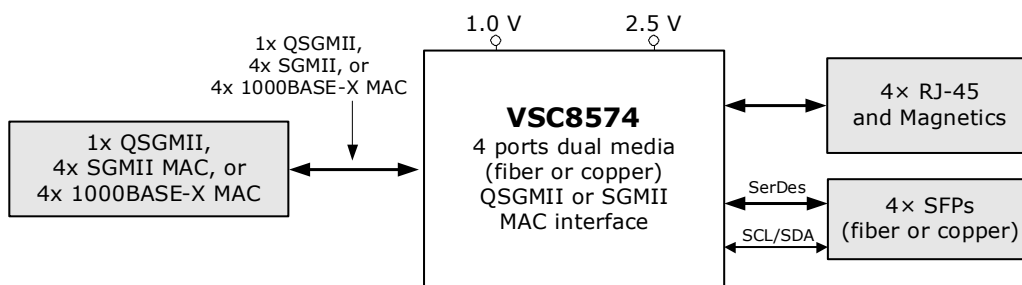 1.0 V
2.5 V
1x QSGMII,
4x SGMII, or
4x 1000BASE-X MAC
1x QSGMII,
4x SGMII MAC, or
4x 1000BASE-X MAC
VSC8574
4 ports dual media
(fiber or copper)
QSGMII or SGMII
MAC interface
4× RJ-45
and Magnetics
SerDes
SCL/SDA
4× SFPs
(fiber or copper)